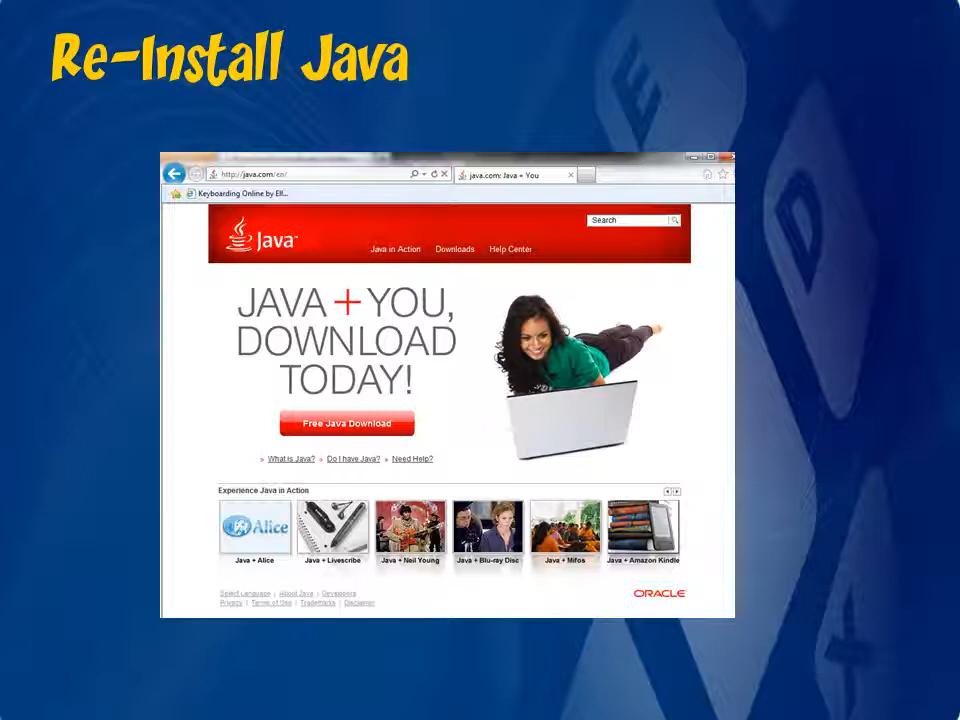 Re-Install Java
http://java.com/en/
java.com: Java + You
Keyboarding Online by Ell...
Search
Java™
Java in Action Downloads Help Center
JAVA + YOU,
DOWNLOAD
TODAY!
Free Java Download
» What is Java? » Do I have Java? » Need Help?
Experience Java in Action
Alice
Java + Alice Java + Livescribe Java + Neil Young Java + Blu-ray Disc Java + Mifos Java + Amazon Kindle
Select Language | About Java | Developers
Privacy | Terms of Use | Trademarks | Disclaimer
ORACLE
E
D